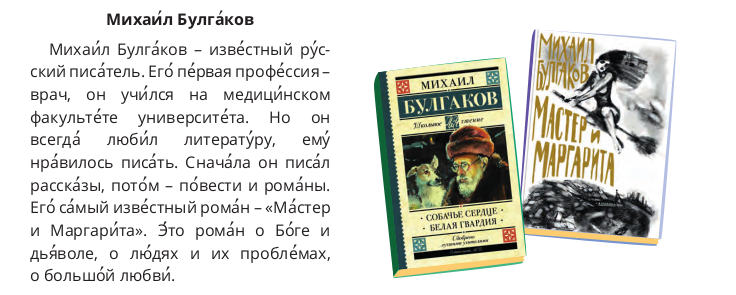 Михаи́л Булга́ков
Михаи́л Булга́ков – изве́стный ру́с-
ский писа́тель. Его́ пе́рвая профе́ссия –
врач, он учи́лся на медици́нском
факульте́те университе́та. Но он
всегда́ люби́л литерату́ру, ему́
нра́вилось писа́ть. Снача́ла он писа́л
расска́зы, пото́м – по́вести и рома́ны.
Его́ са́мый изве́стный рома́н – «Ма́стер
и Маргари́та». Э́то рома́н о Бо́ге и
дья́воле, о лю́дях и их пробле́мах,
о большо́й любви́.
МИХАИЛ
БУЛГАКОВ
Школьное чтение
· СОБАЧЬЕ СЕРДЦЕ ·
· БЕЛАЯ ГВАРДИЯ ·
МИХАИЛ
БУЛГАКОВ
МАСТЕР И
МАРГАРИТА